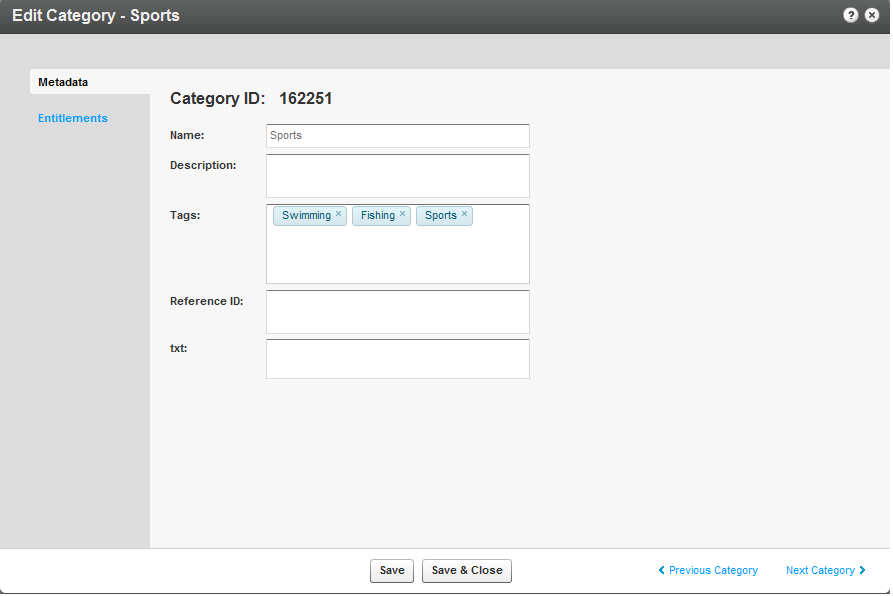 Edit Category - Sports
?
Metadata
Entitlements
Category ID: 162251
Name: Sports
Description:
Tags: Swimming × Fishing × Sports ×
Reference ID:
txt:
Save Save & Close Previous Category Next Category